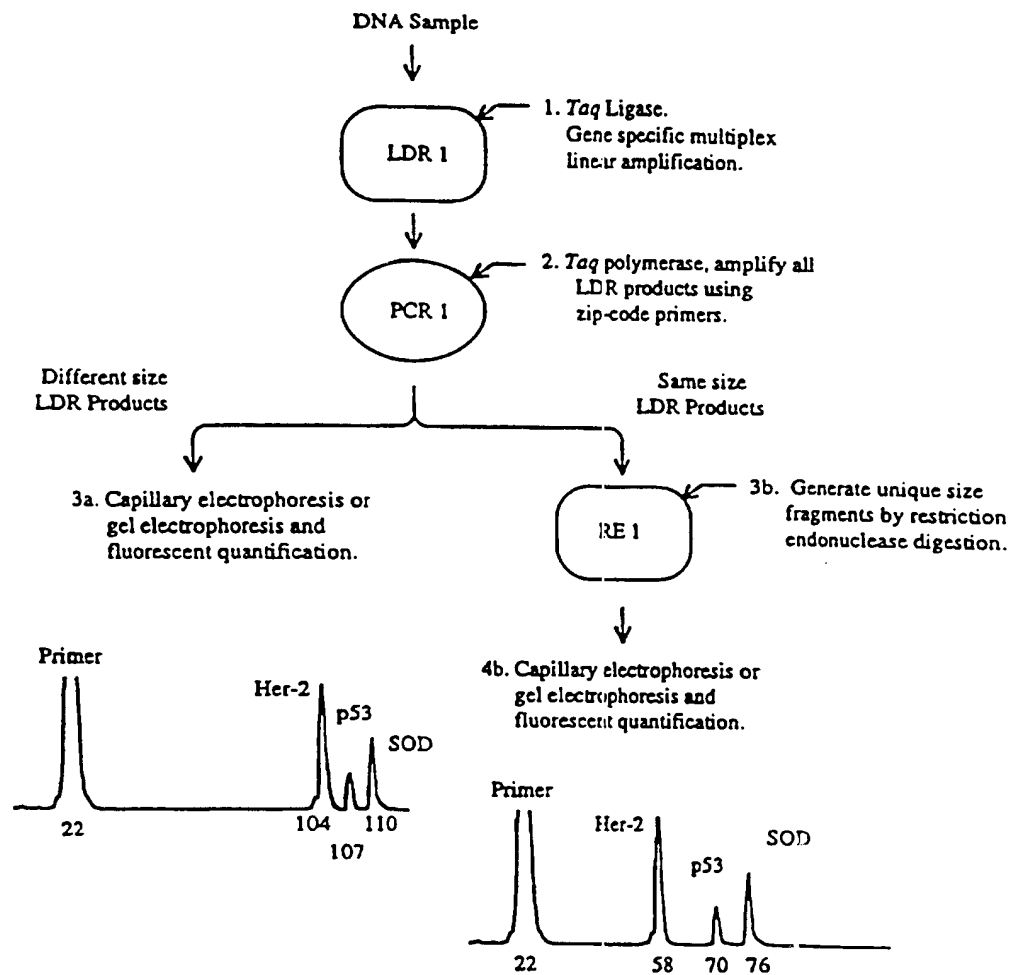 DNA Sample
LDR 1
1. Taq Ligase.
Gene specific multiplex
linear amplification.
PCR 1
2. Taq polymerase, amplify all
LDR products using
zip-code primers.
Different size
LDR Products
Same size
LDR Products
3a. Capillary electrophoresis or
gel electrophoresis and
fluorescent quantification.
RE 1
3b. Generate unique size
fragments by restriction
endonuclease digestion.
4b. Capillary electrophoresis or
gel electrophoresis and
fluorescent quantification.
Primer
Her-2
p53
SOD
22
104
107
110
Primer
Her-2
p53
SOD
22
58
70
76